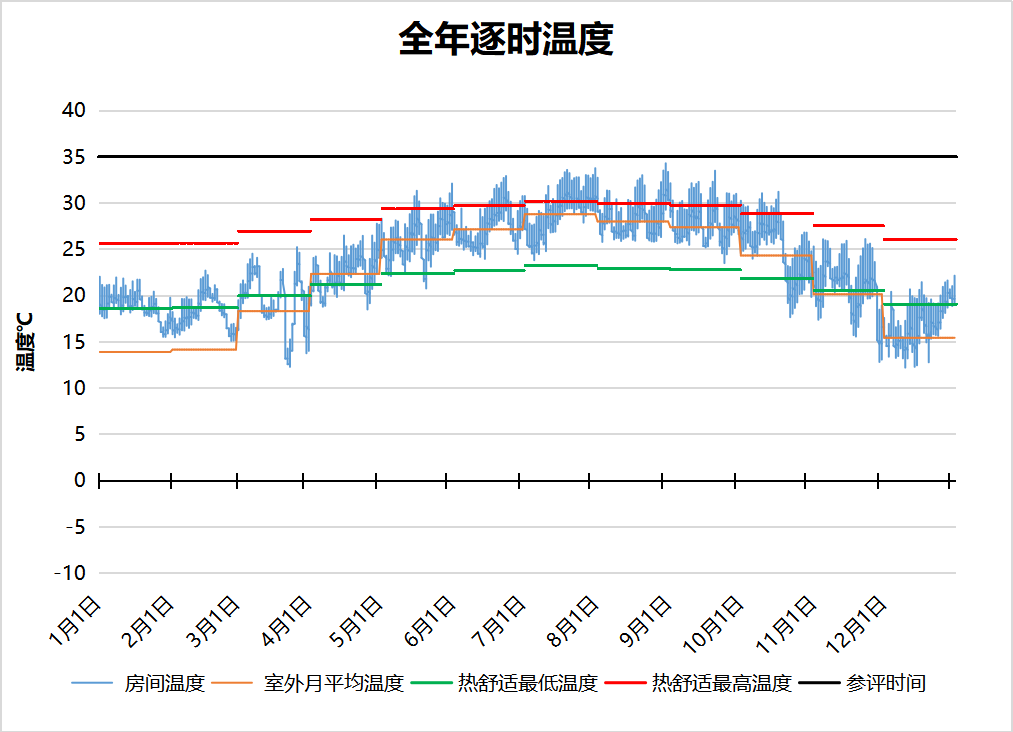 全年逐时温度
40
35
30
25
20
15
10
5
0
-5
-10
温度℃
1月1日
2月1日
3月1日
4月1日
5月1日
6月1日
7月1日
8月1日
9月1日
10月1日
11月1日
12月1日
房间温度 室外月平均温度 热舒适最低温度 热舒适最高温度 参评时间